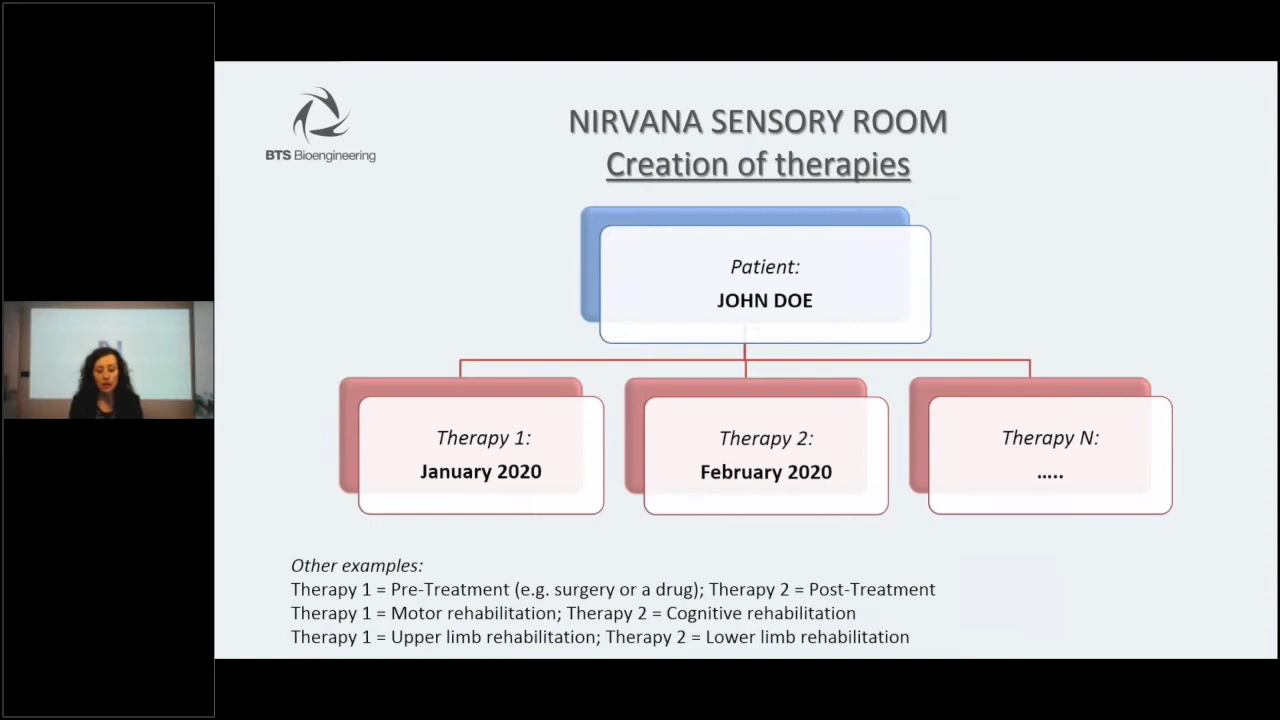 BTS Bioengineering
NIRVANA SENSORY ROOM
Creation of therapies
Patient:
JOHN DOE
Therapy 1:
January 2020
Therapy 2:
February 2020
Therapy N:
…..
Other examples:
Therapy 1 = Pre-Treatment (e.g. surgery or a drug); Therapy 2 = Post-Treatment
Therapy 1 = Motor rehabilitation; Therapy 2 = Cognitive rehabilitation
Therapy 1 = Upper limb rehabilitation; Therapy 2 = Lower limb rehabilitation